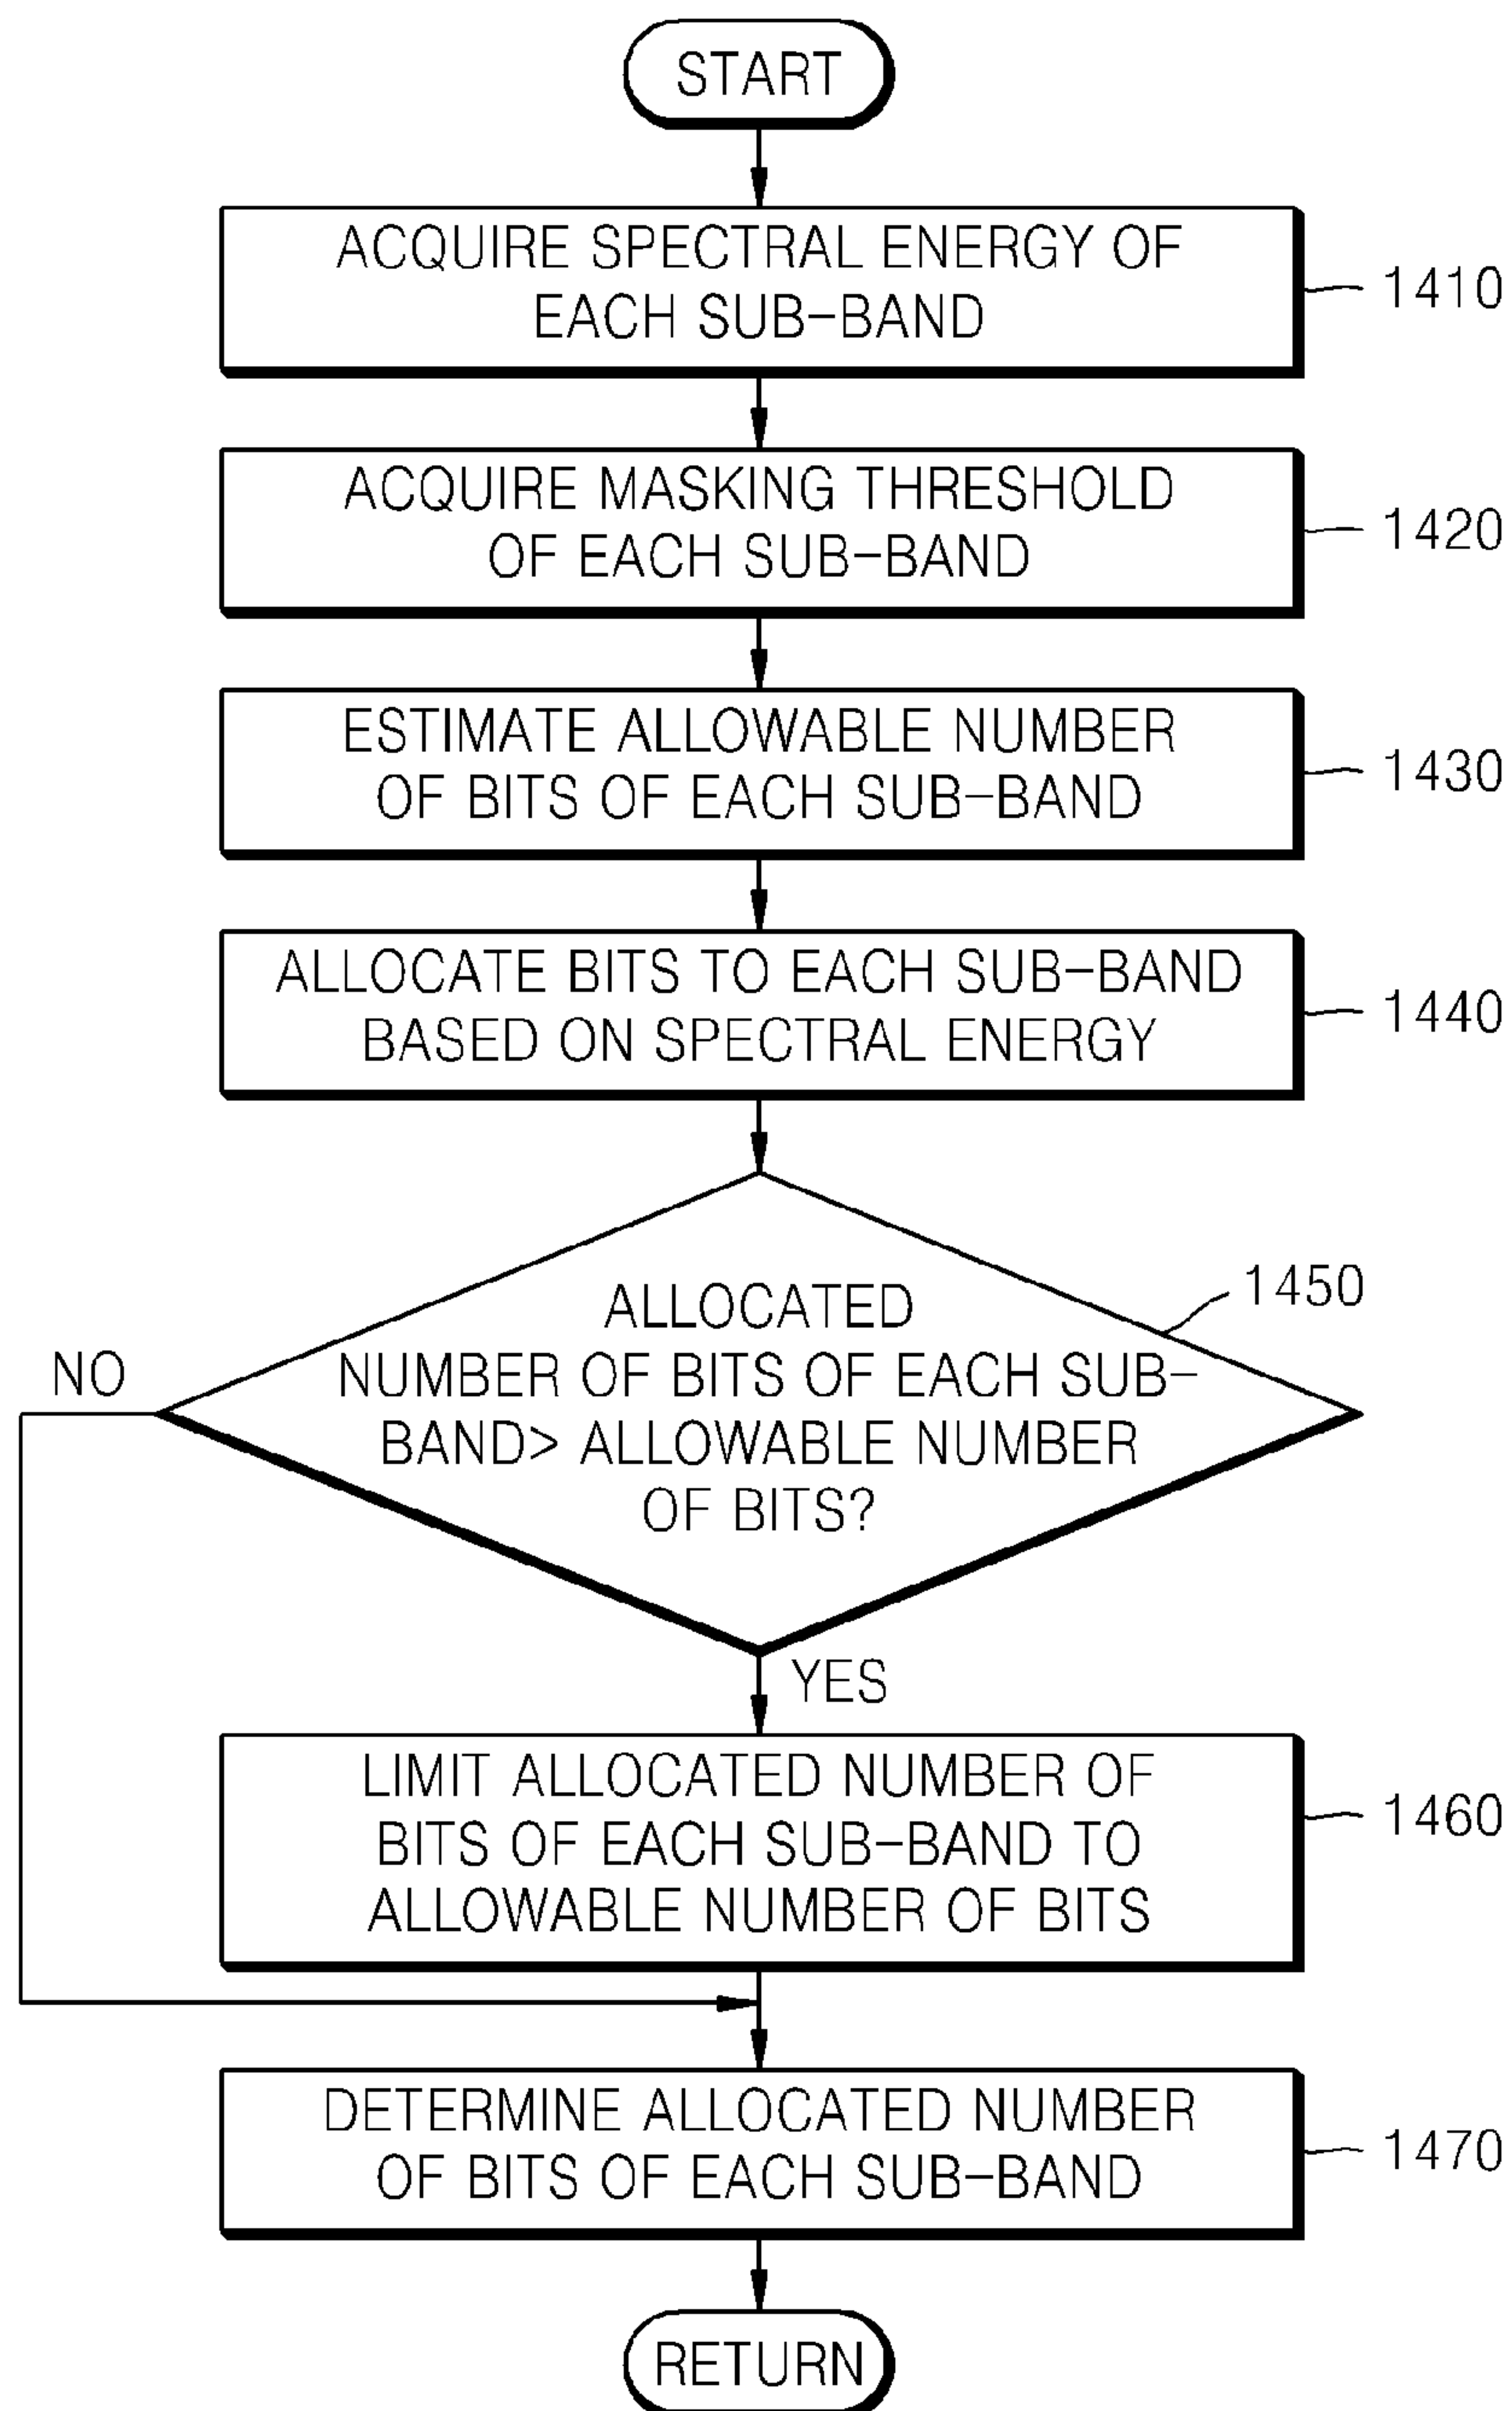 START
ACQUIRE SPECTRAL ENERGY OF
EACH SUB-BAND
1410
ACQUIRE MASKING THRESHOLD
OF EACH SUB-BAND
1420
ESTIMATE ALLOWABLE NUMBER
OF BITS OF EACH SUB-BAND
1430
ALLOCATE BITS TO EACH SUB-BAND
BASED ON SPECTRAL ENERGY
1440
ALLOCATED
NUMBER OF BITS OF EACH SUB-
BAND> ALLOWABLE NUMBER
OF BITS?
1450
NO
YES
LIMIT ALLOCATED NUMBER OF
BITS OF EACH SUB-BAND TO
ALLOWABLE NUMBER OF BITS
1460
DETERMINE ALLOCATED NUMBER
OF BITS OF EACH SUB-BAND
1470
RETURN